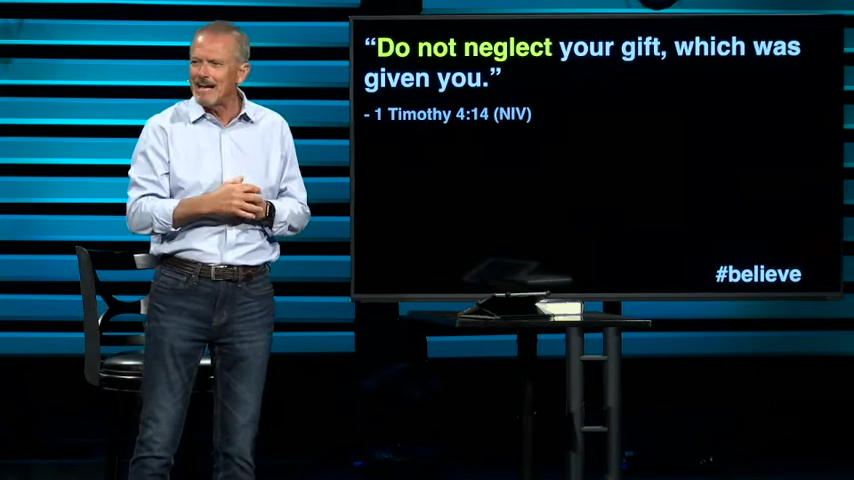 “Do not neglect your gift, which was
given you.”
- 1 Timothy 4:14 (NIV)
#believe